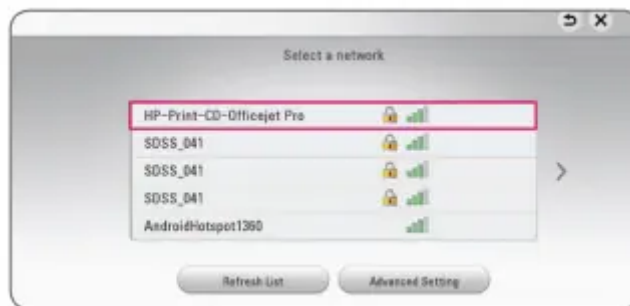 Select a network
HP-Print-CD-Officejet Pro
SDSS_041
SDSS_041
SDSS_041
AndroidHotspot1360
Refresh List Advanced Setting